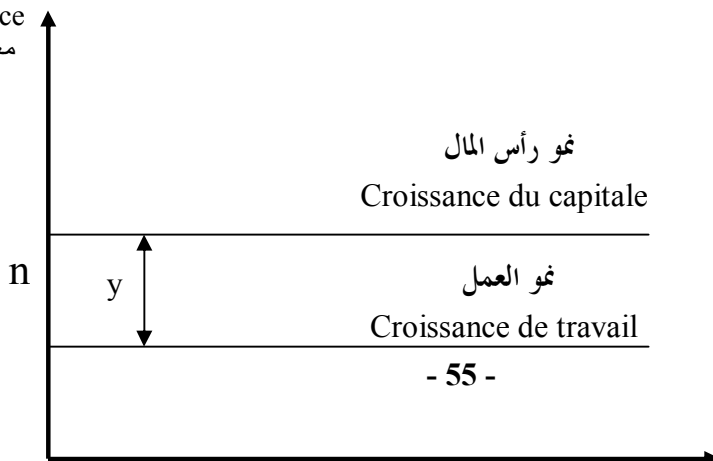 نمو رأس المال
Croissance du capitale
n
y
نمو العمل
Croissance de travail
- 55 -